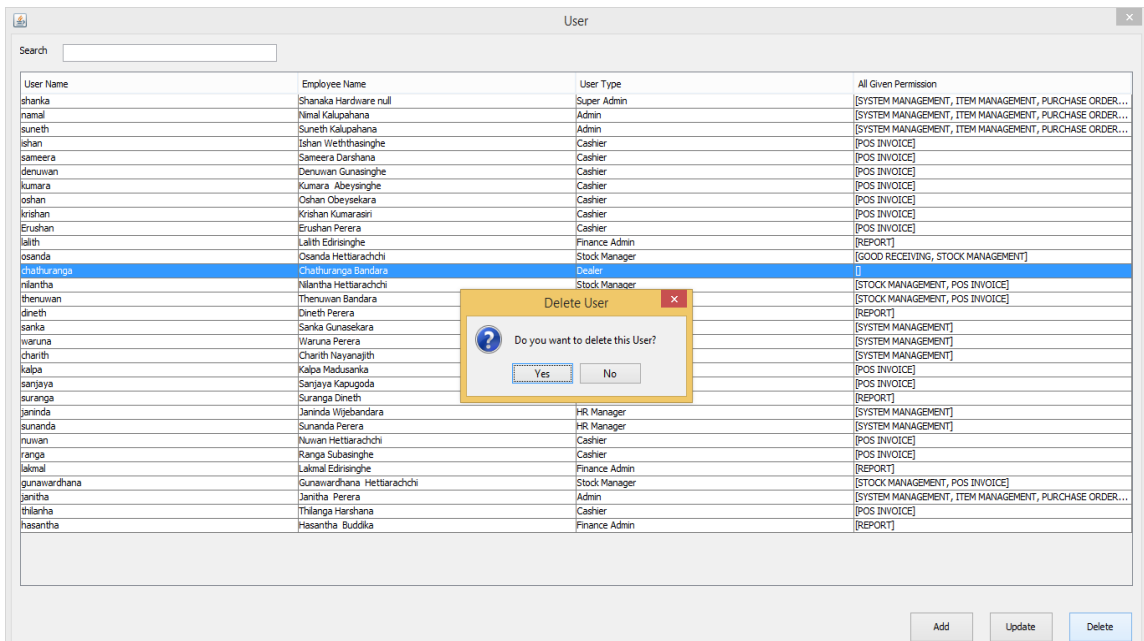 User
Search
User Name Employee Name User Type All Given Permission
shanka Shanaka Hardware null Super Admin [SYSTEM MANAGEMENT, ITEM MANAGEMENT, PURCHASE ORDER...
namal Nimal Kalupahana Admin [SYSTEM MANAGEMENT, ITEM MANAGEMENT, PURCHASE ORDER...
suneth Suneth Kalupahana Admin [SYSTEM MANAGEMENT, ITEM MANAGEMENT, PURCHASE ORDER...
ishan Ishan Weththasinghe Cashier [POS INVOICE]
sameera Sameera Darshana Cashier [POS INVOICE]
denuwan Denuwan Gunasinghe Cashier [POS INVOICE]
kumara Kumara Abeysinghe Cashier [POS INVOICE]
oshan Oshan Obeysekara Cashier [POS INVOICE]
krishan Krishan Kumarasiri Cashier [POS INVOICE]
Erushan Erushan Perera Cashier [POS INVOICE]
lalith Lalith Edirisinghe Finance Admin [REPORT]
osanda Osanda Hettiarachchi Stock Manager [GOOD RECEIVING, STOCK MANAGEMENT]
chathuranga Chathuranga Bandara Dealer []
nilantha Nilantha Hettiarachchi Stock Manager [STOCK MANAGEMENT, POS INVOICE]
thenuwan Thenuwan Bandara [STOCK MANAGEMENT, POS INVOICE]
dineth Dineth Perera [REPORT]
sanka Sanka Gunasekara [SYSTEM MANAGEMENT]
waruna Waruna Perera [SYSTEM MANAGEMENT]
charith Charith Nayanajith [SYSTEM MANAGEMENT]
kalpa Kalpa Madusanka [POS INVOICE]
sanjaya Sanjaya Kapugoda [POS INVOICE]
suranga Suranga Dineth [REPORT]
janinda Janinda Wijebandara HR Manager [SYSTEM MANAGEMENT]
sunanda Sunanda Perera HR Manager [SYSTEM MANAGEMENT]
nuwan Nuwan Hettiarachchi Cashier [POS INVOICE]
ranga Ranga Subasinghe Cashier [POS INVOICE]
lakmal Lakmal Edirisinghe Finance Admin [REPORT]
gunawardhana Gunawardhana Hettiarachchi Stock Manager [STOCK MANAGEMENT, POS INVOICE]
janitha Janitha Perera Admin [SYSTEM MANAGEMENT, ITEM MANAGEMENT, PURCHASE ORDER...
thilanha Thilanga Harshana Cashier [POS INVOICE]
hasantha Hasantha Buddika Finance Admin [REPORT]
Delete User
Do you want to delete this User?
Yes No
Add Update Delete